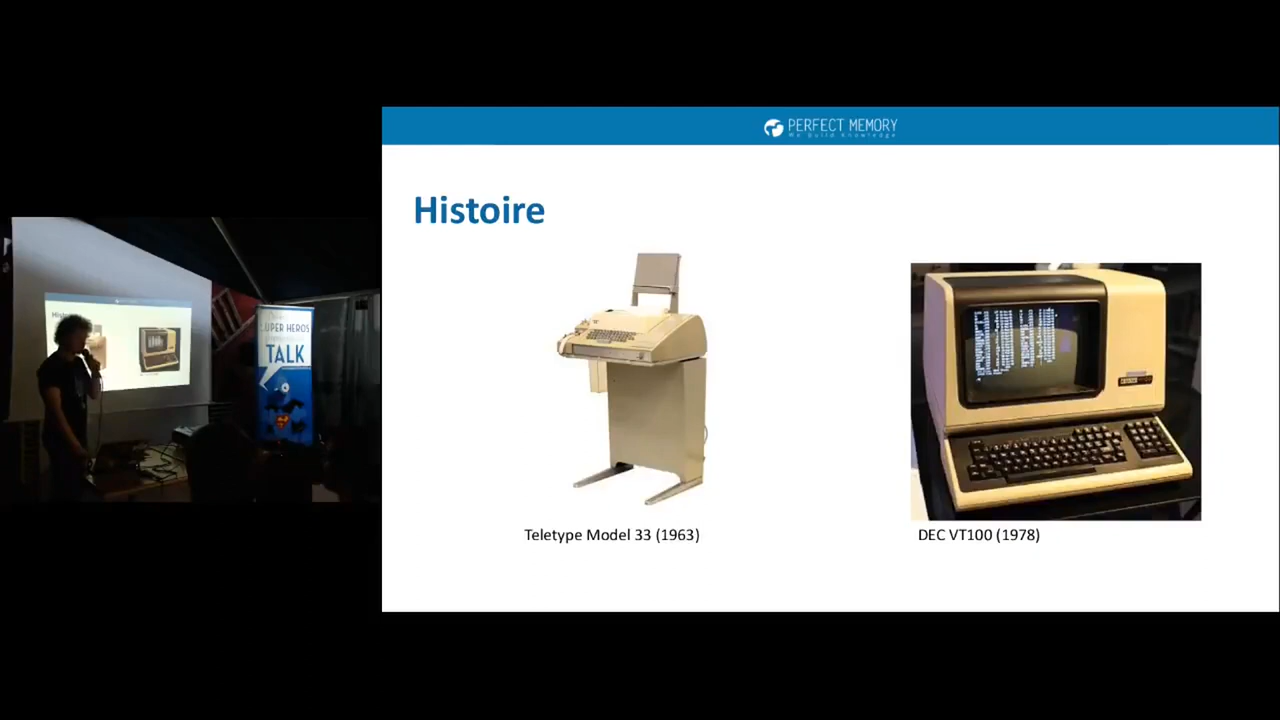 PERFECT MEMORY
We build Knowledge
Histoire
SUPER HEROS
TALK
Teletype Model 33 (1963)
DEC VT100 (1978)